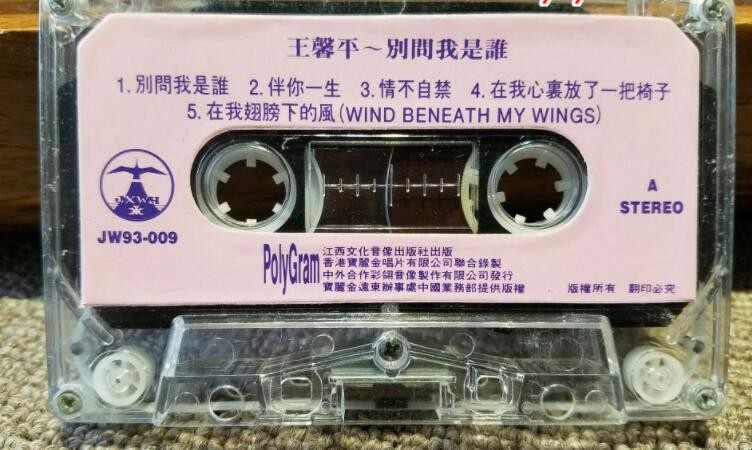 王馨平～別問我是誰
1.別問我是誰 2.伴你一生 3.情不自禁 4.在我心裏放了一把椅子
5.在我翅膀下的風(WIND BENEATH MY WINGS)
JXWH
JW93-009
A
STEREO
PolyGram
江西文化音像出版社出版
香港寶麗金唱片有限公司聯合錄製
中外合作彩翎音像製作有限公司發行
寶麗金遠東辦事處中國業務部提供版權
版權所有 翻印必究